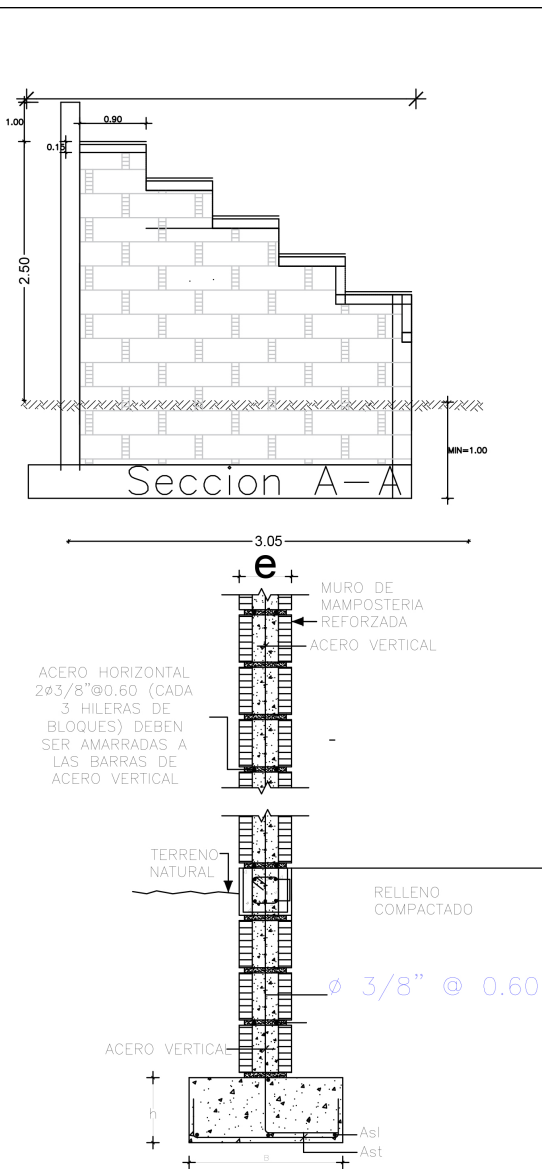 1.00
0.90
0.15
2.50
MIN=1.00
Seccion A-A
3.05
e
MURO DE
MAMPOSTERIA
REFORZADA
ACERO VERTICAL
ACERO HORIZONTAL
2ø3/8"@0.60 (CADA
3 HILERAS DE
BLOQUES) DEBEN
SER AMARRADAS A
LAS BARRAS DE
ACERO VERTICAL
TERRENO
NATURAL
RELLENO
COMPACTADO
ø 3/8" @ 0.60
ACERO VERTICAL
h
Asl
Ast
a